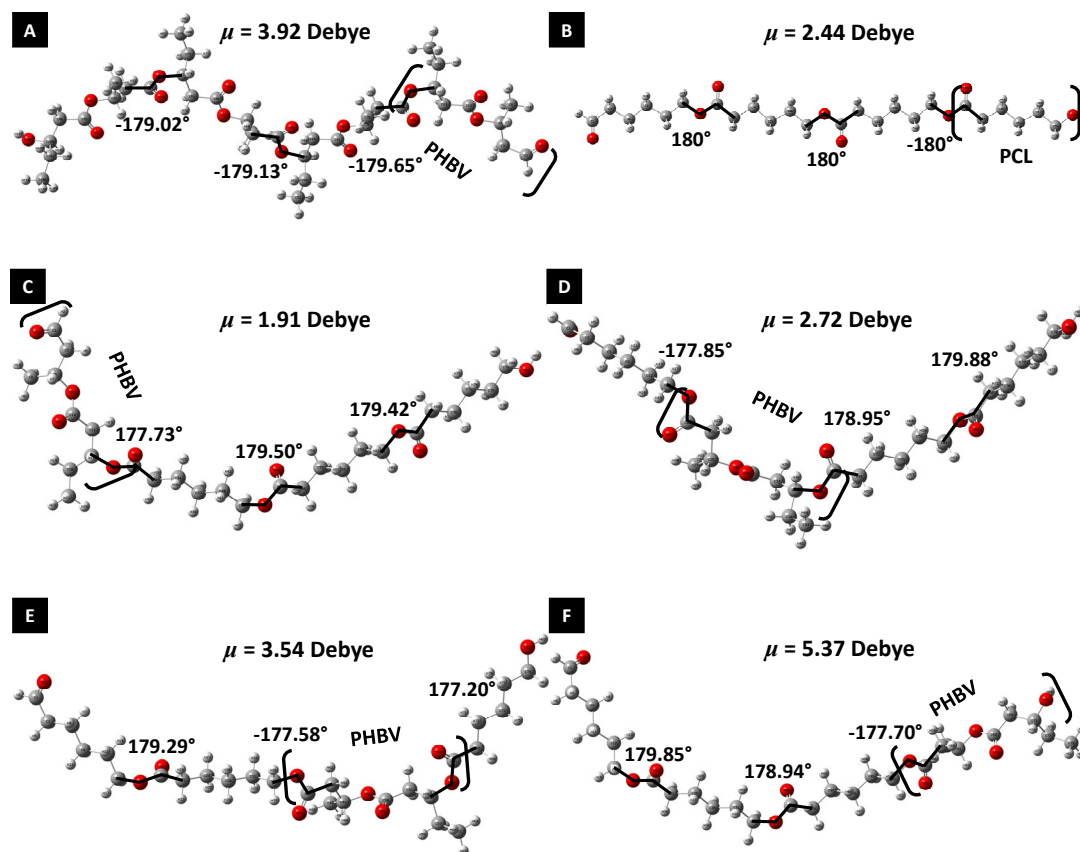 A
μ = 3.92 Debye
-179.02°
-179.13°
-179.65°
PHBV
B
μ = 2.44 Debye
180°
180°
-180°
PCL
C
μ = 1.91 Debye
PHBV
177.73°
179.50°
179.42°
D
μ = 2.72 Debye
-177.85°
PHBV
178.95°
179.88°
E
μ = 3.54 Debye
179.29°
-177.58°
PHBV
177.20°
F
μ = 5.37 Debye
179.85°
178.94°
-177.70°
PHBV